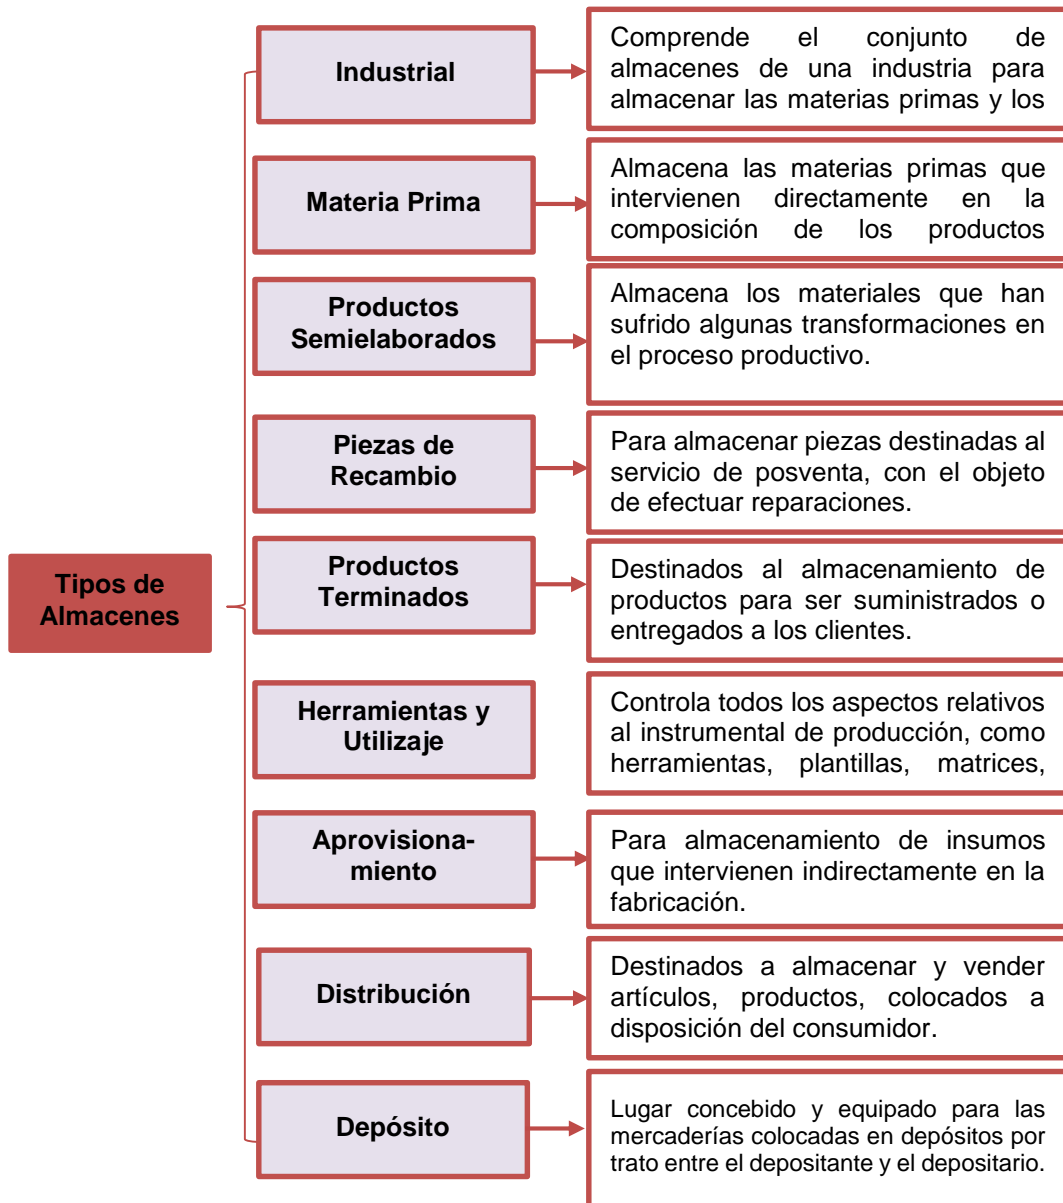 Tipos de
Almacenes
Industrial
Comprende el conjunto de
almacenes de una industria para
almacenar las materias primas y los
Materia Prima
Almacena las materias primas que
intervienen directamente en la
composición de los productos
Productos
Semielaborados
Almacena los materiales que han
sufrido algunas transformaciones en
el proceso productivo.
Piezas de
Recambio
Para almacenar piezas destinadas al
servicio de posventa, con el objeto
de efectuar reparaciones.
Productos
Terminados
Destinados al almacenamiento de
productos para ser suministrados o
entregados a los clientes.
Herramientas y
Utilizaje
Controla todos los aspectos relativos
al instrumental de producción, como
herramientas, plantillas, matrices,
Aprovisiona-
miento
Para almacenamiento de insumos
que intervienen indirectamente en la
fabricación.
Distribución
Destinados a almacenar y vender
artículos, productos, colocados a
disposición del consumidor.
Depósito
Lugar concebido y equipado para las
mercaderías colocadas en depósitos por
trato entre el depositante y el depositario.